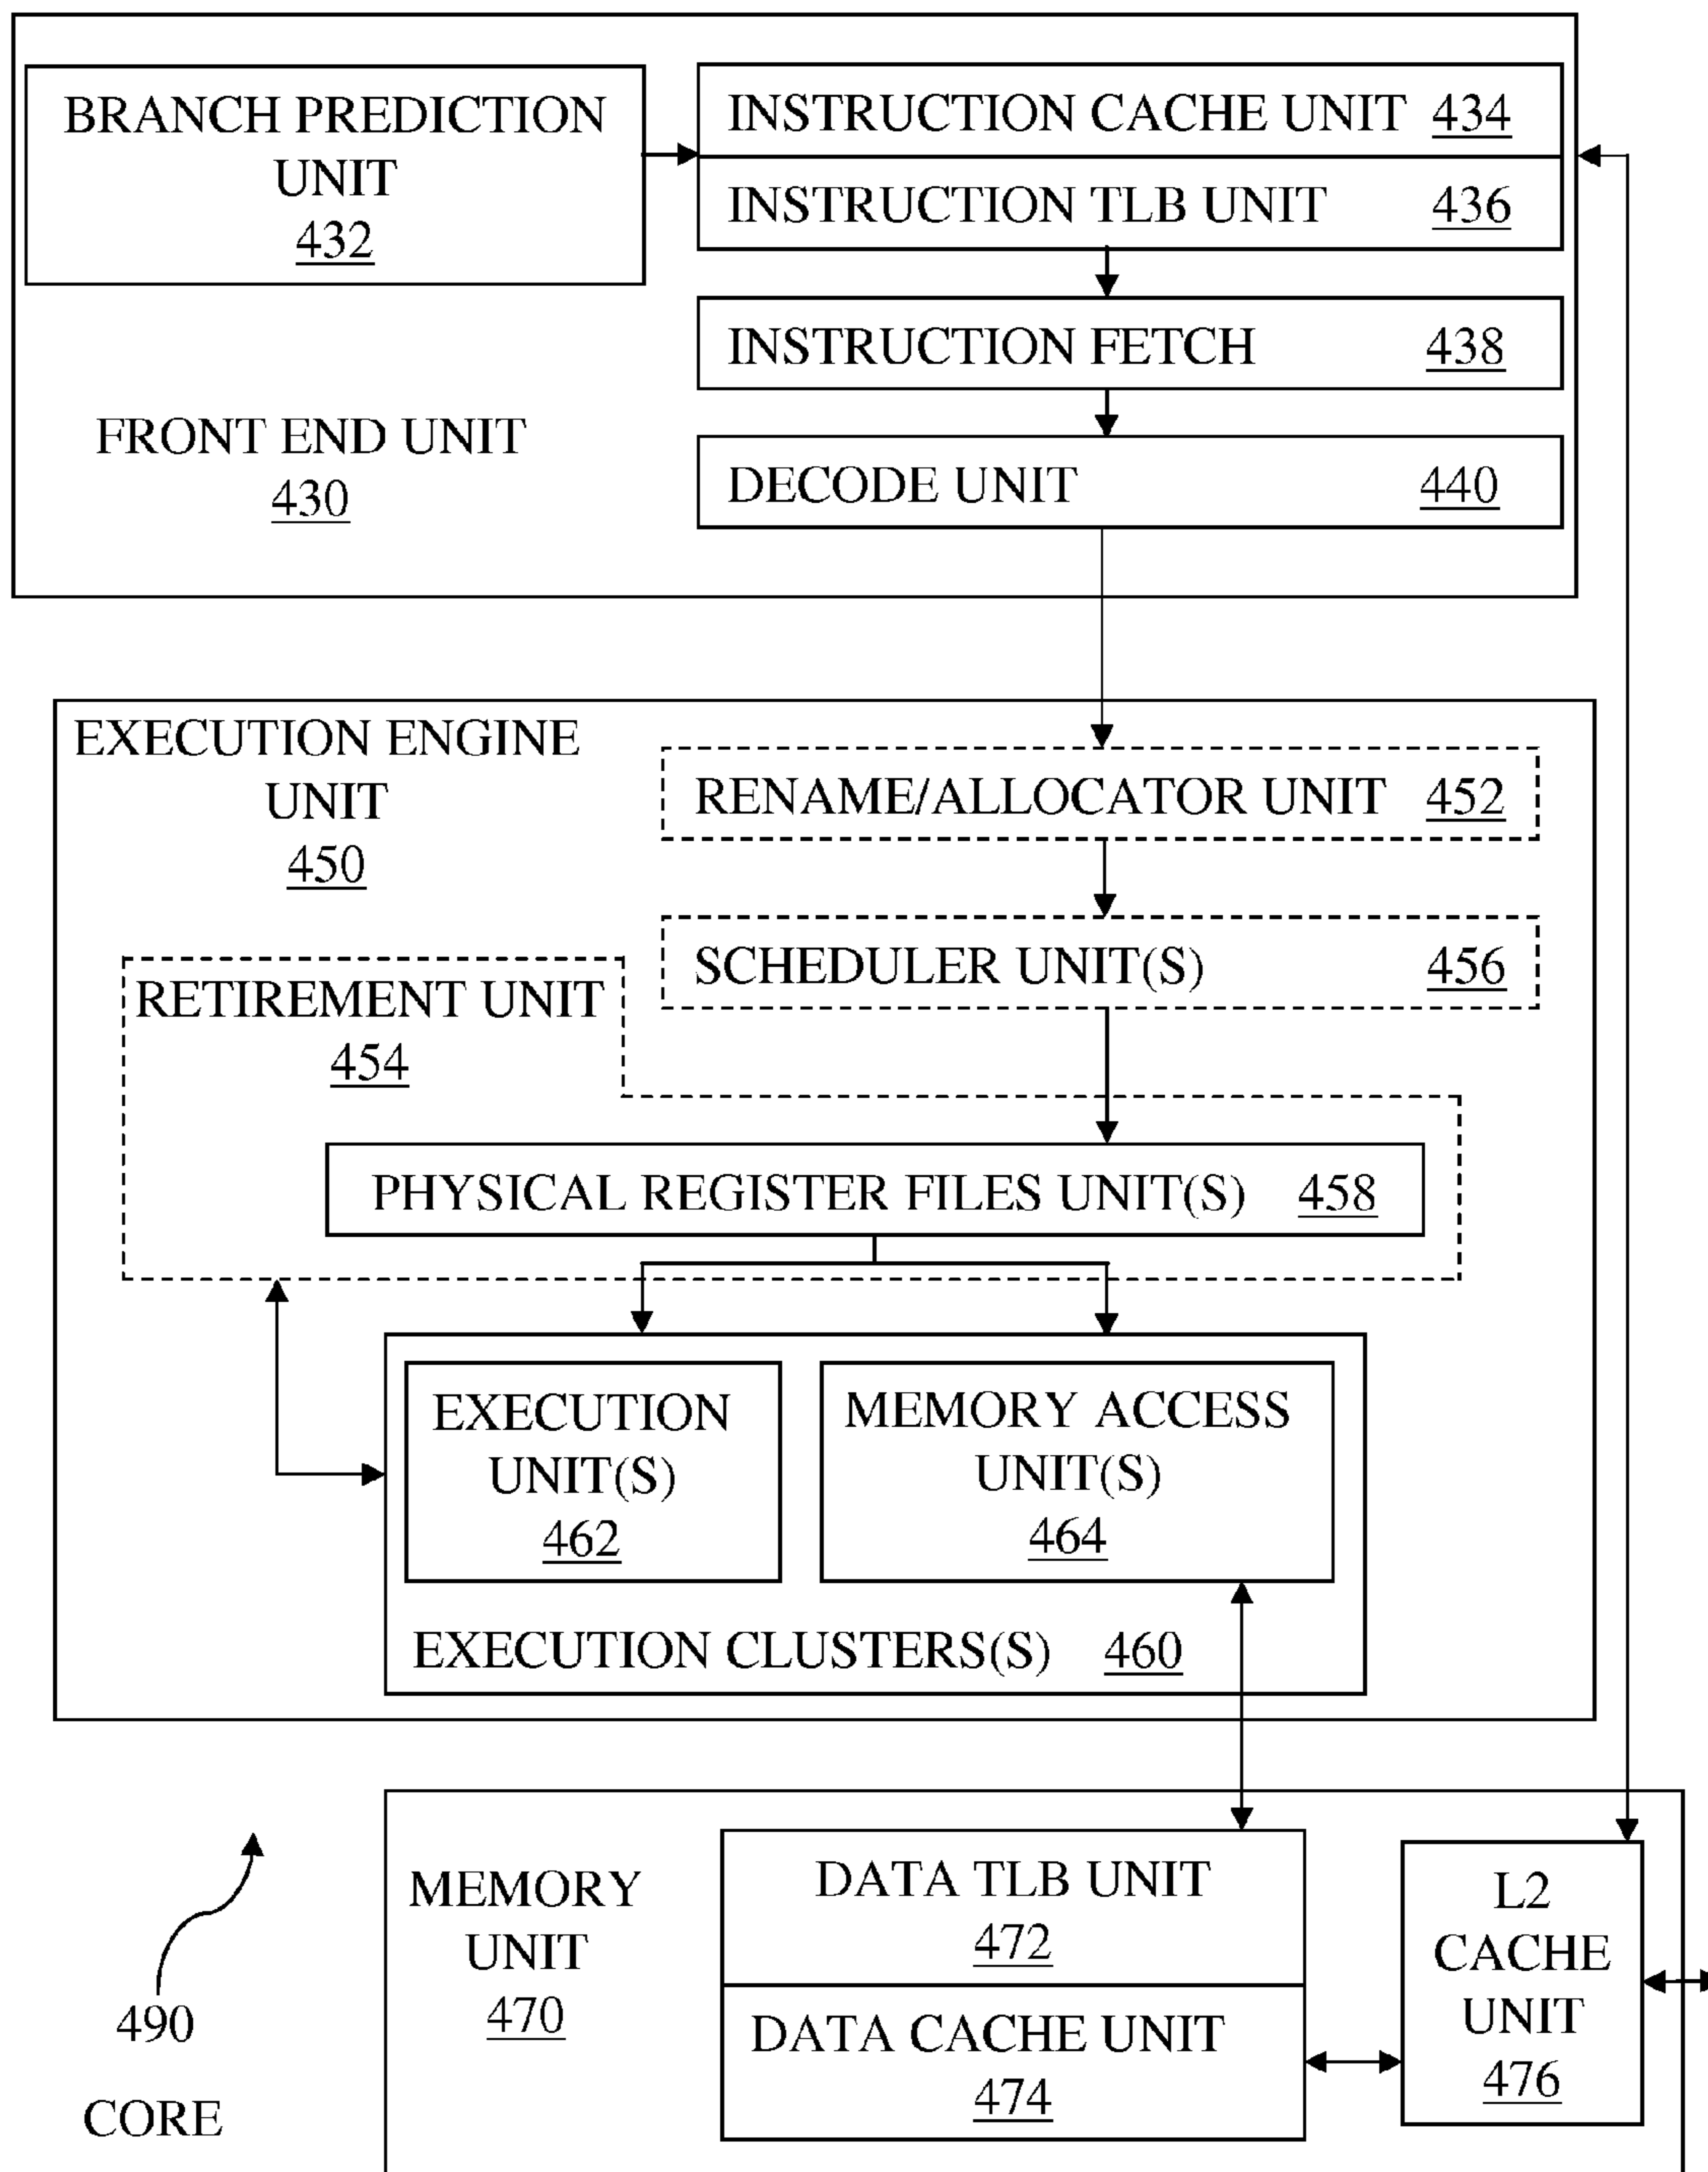 BRANCH PREDICTION
UNIT
432
INSTRUCTION CACHE UNIT 434
INSTRUCTION TLB UNIT 436
INSTRUCTION FETCH 438
FRONT END UNIT
430
DECODE UNIT 440
EXECUTION ENGINE
UNIT
450
RENAME/ALLOCATOR UNIT 452
SCHEDULER UNIT(S) 456
RETIREMENT UNIT
454
PHYSICAL REGISTER FILES UNIT(S) 458
EXECUTION
UNIT(S)
462
MEMORY ACCESS
UNIT(S)
464
EXECUTION CLUSTERS(S) 460
MEMORY
UNIT
470
DATA TLB UNIT
472
DATA CACHE UNIT
474
L2
CACHE
UNIT
476
490
CORE